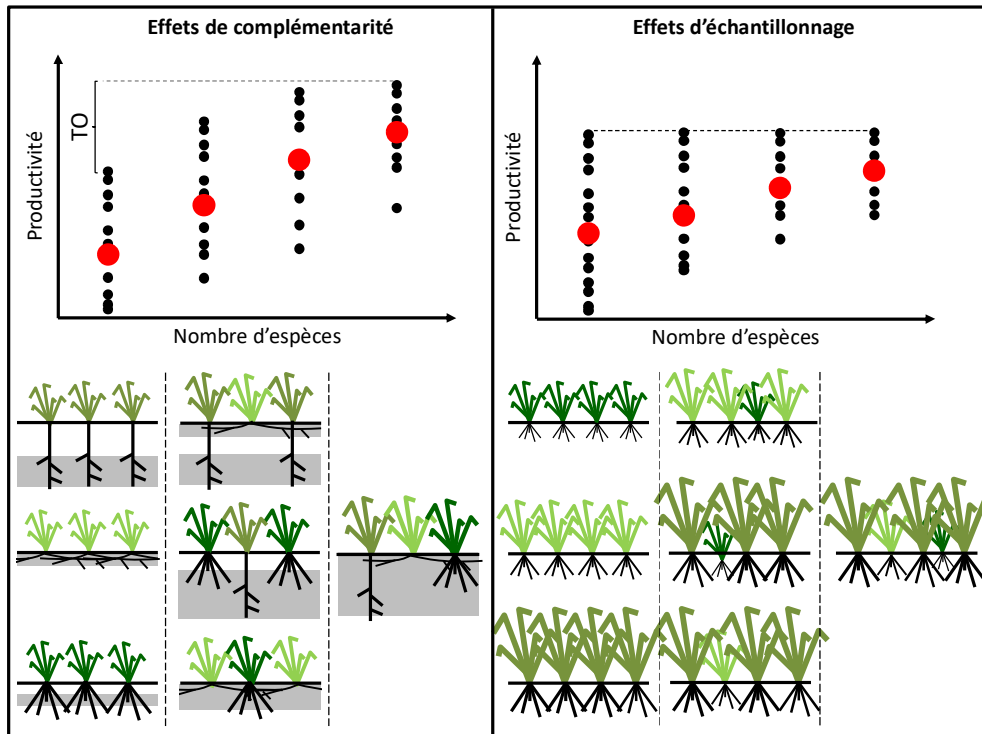 Effets de complémentarité
TO
Productivité
Nombre d'espèces
Effets d'échantillonnage
Productivité
Nombre d'espèces